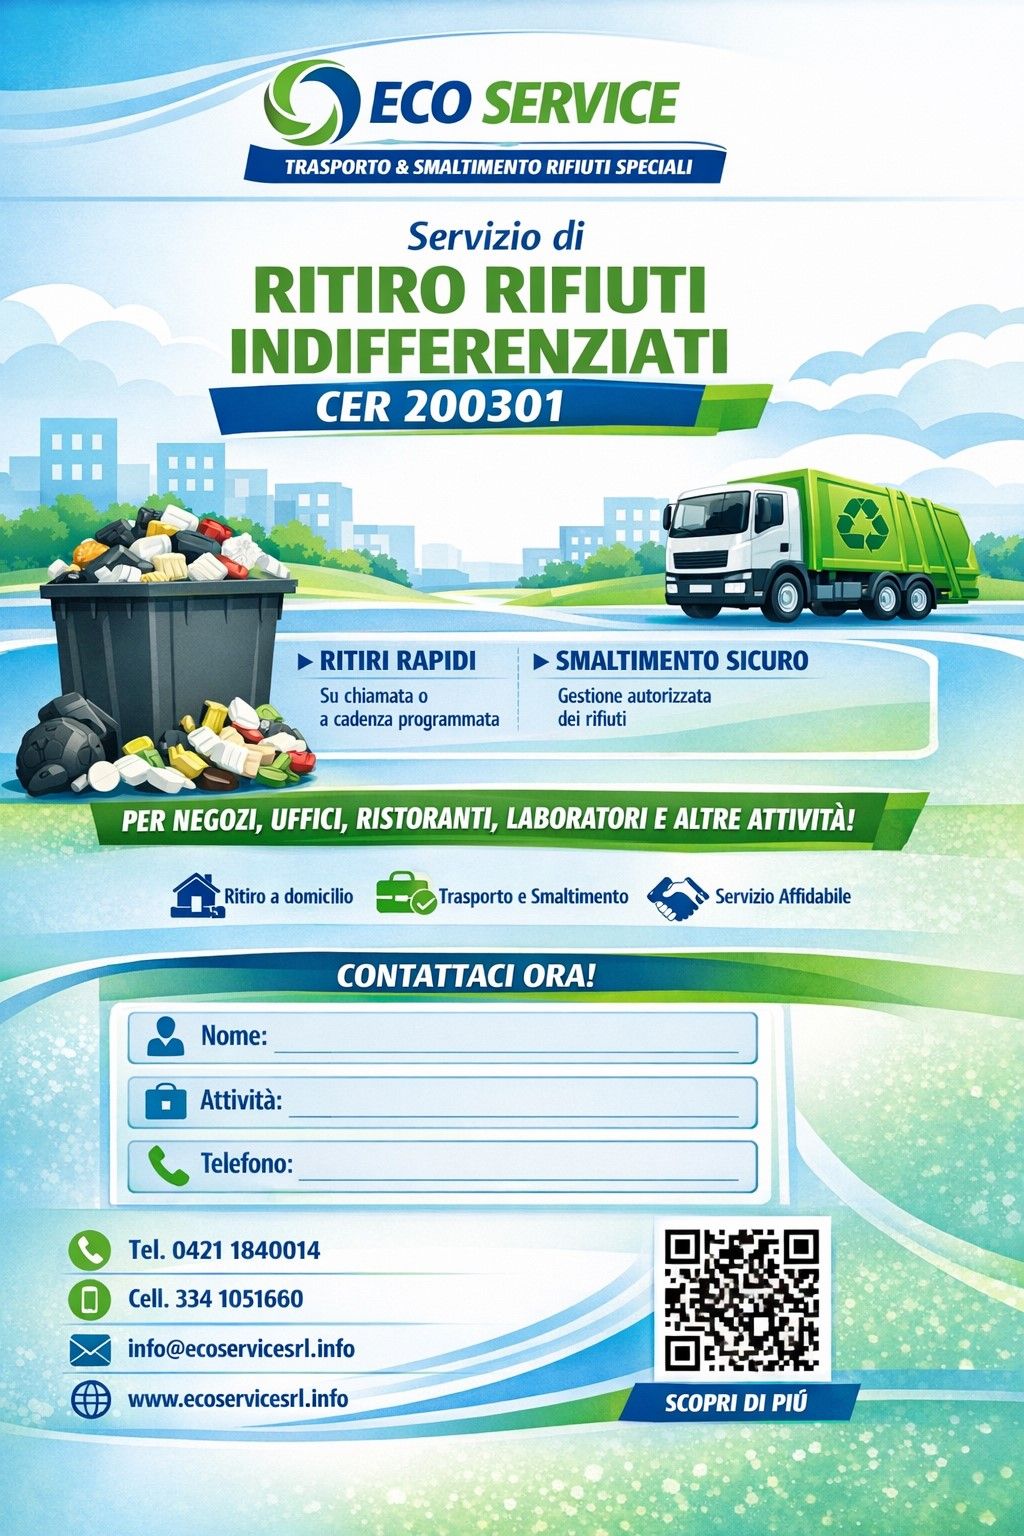 ECO SERVICE
TRASPORTO & SMALTIMENTO RIFIUTI SPECIALI
Servizio di
RITIRO RIFIUTI
INDIFFERENZIATI
CER 200301
RITIRI RAPIDI
Su chiamata o
a cadenza programmata
SMALTIMENTO SICURO
Gestione autorizzata
dei rifiuti
PER NEGOZI, UFFICI, RISTORANTI, LABORATORI E ALTRE ATTIVITÀ!
Ritiro a domicilio
Trasporto e Smaltimento
Servizio Affidabile
CONTATTACI ORA!
Nome:
Attività:
Telefono:
Tel. 0421 1840014
Cell. 334 1051660
info@ecoservicesrl.info
www.ecoservicesrl.info
SCOPRI DI PIÚ